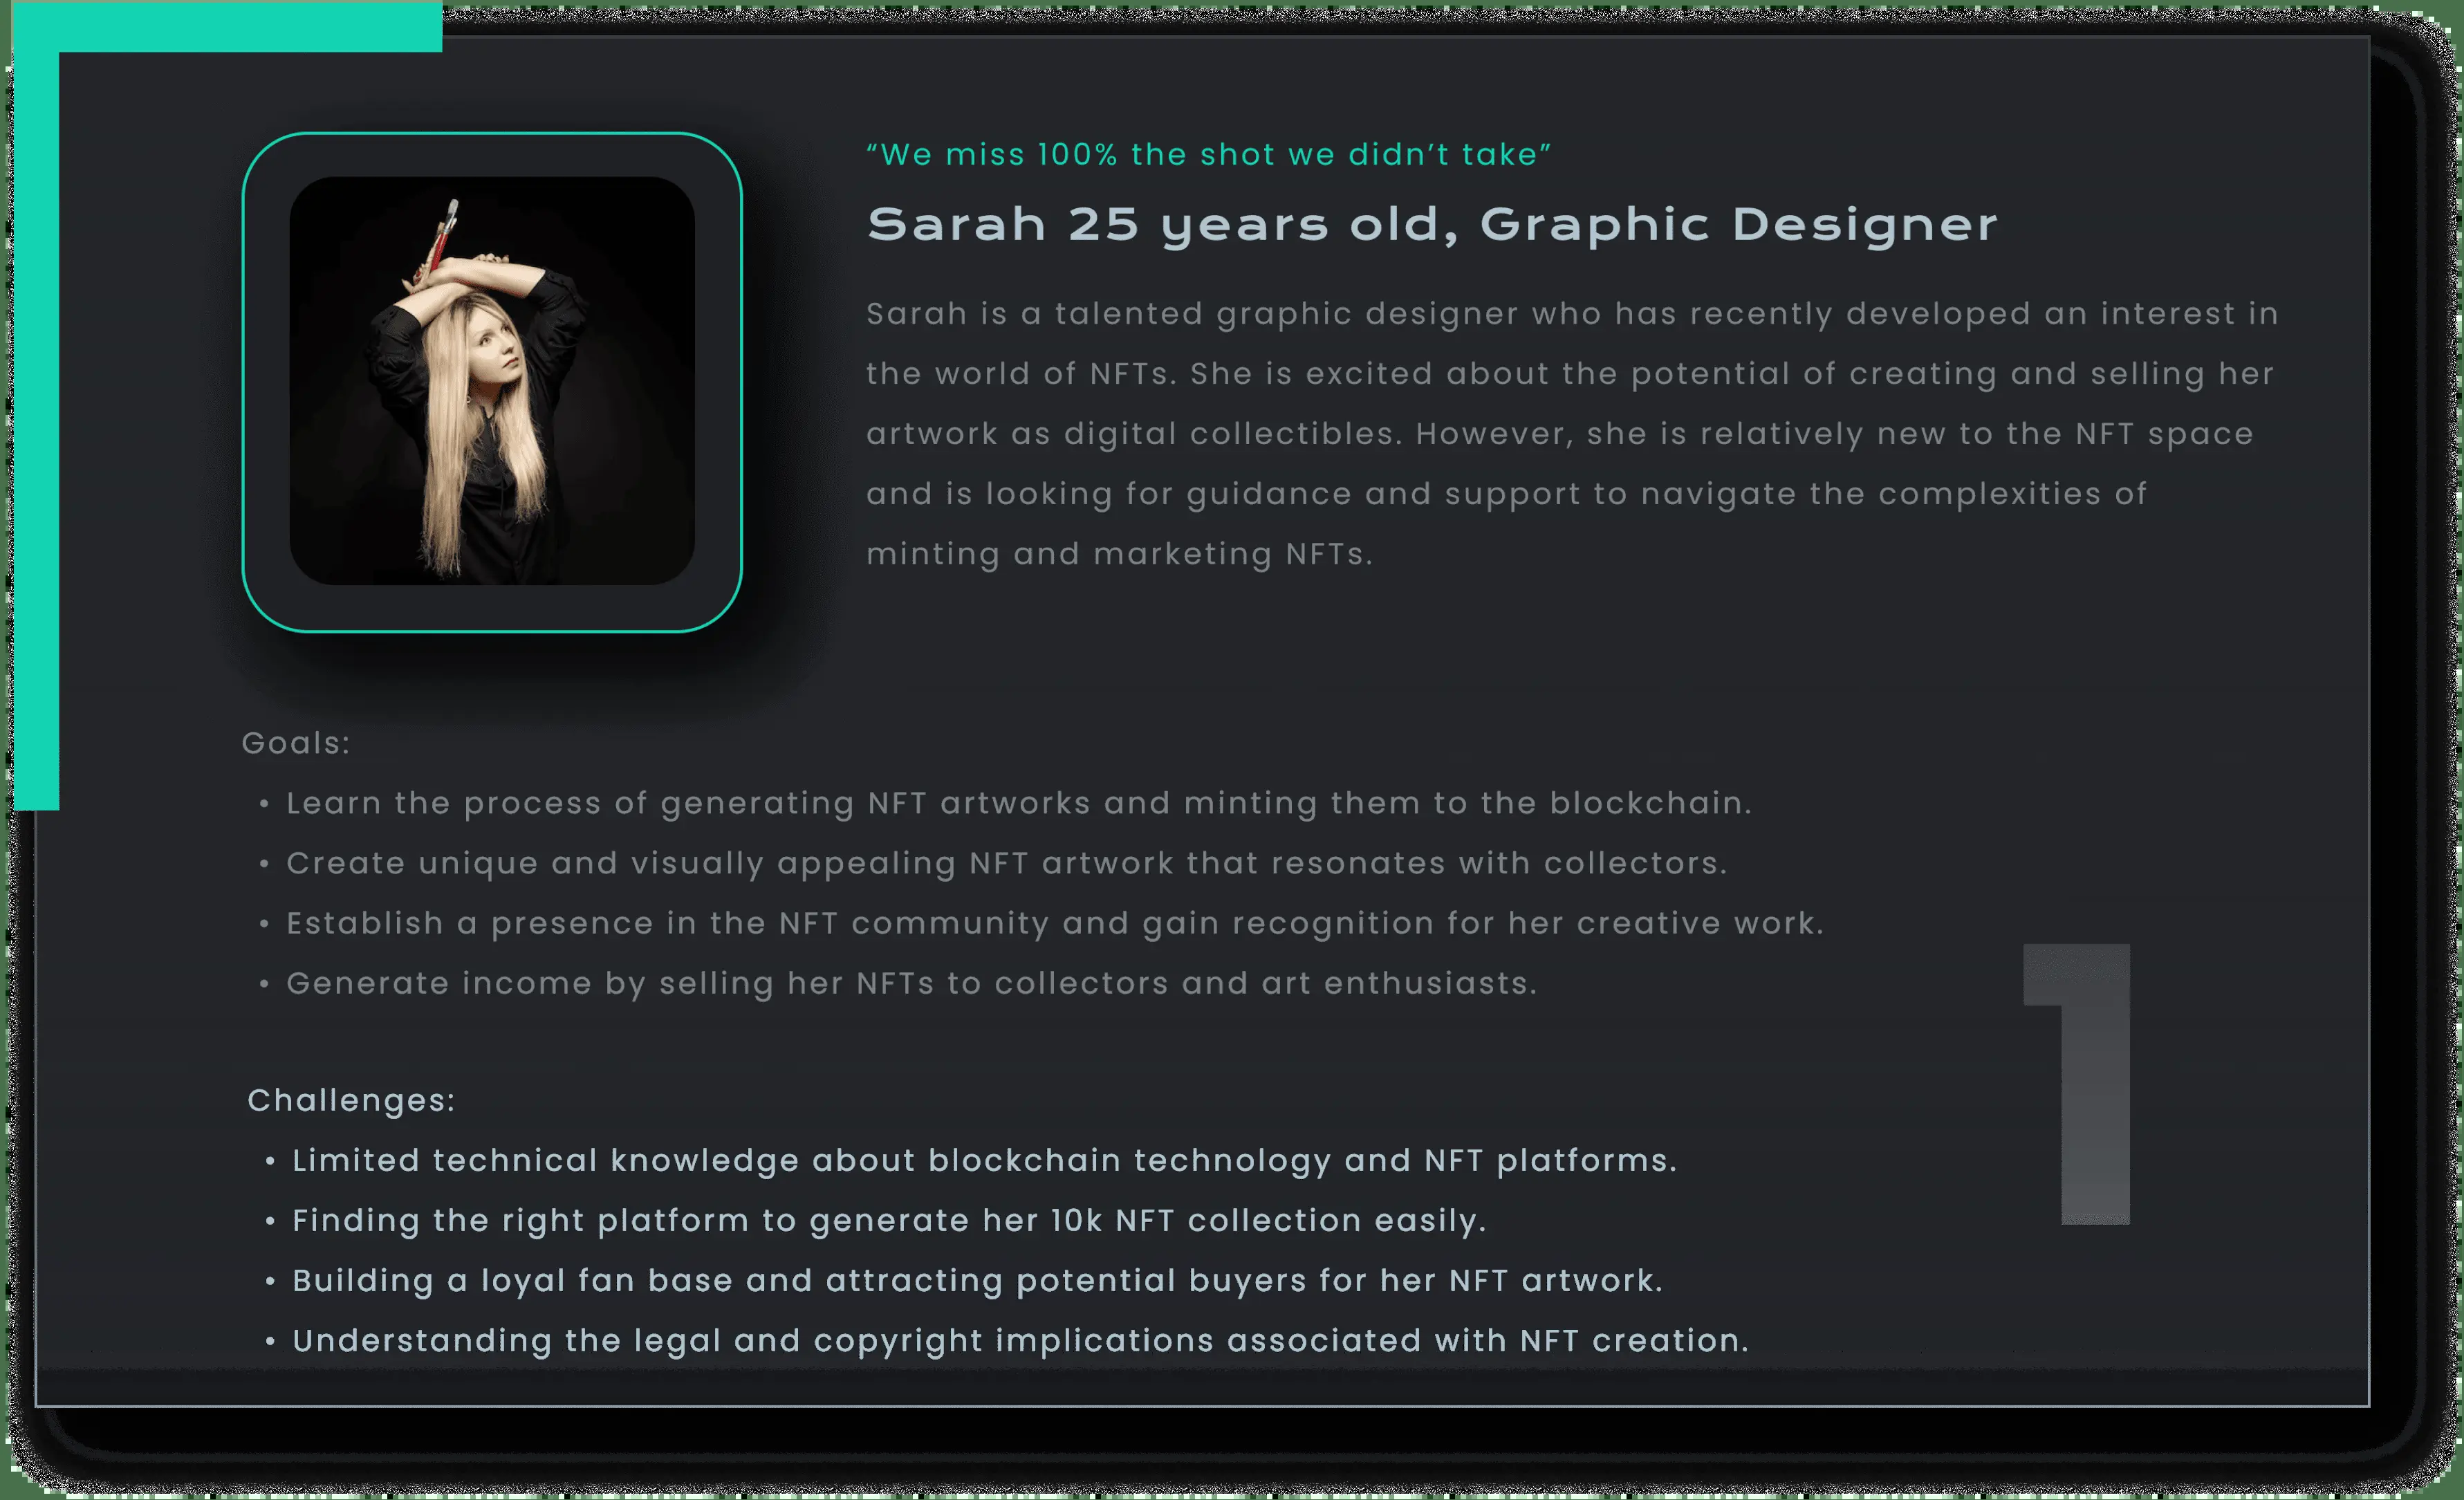 “We miss 100% the shot we didn’t take”
Sarah 25 years old, Graphic Designer
Sarah is a talented graphic designer who has recently developed an interest in
the world of NFTs. She is excited about the potential of creating and selling her
artwork as digital collectibles. However, she is relatively new to the NFT space
and is looking for guidance and support to navigate the complexities of
minting and marketing NFTs.
Goals:
• Learn the process of generating NFT artworks and minting them to the blockchain.
• Create unique and visually appealing NFT artwork that resonates with collectors.
• Establish a presence in the NFT community and gain recognition for her creative work.
• Generate income by selling her NFTs to collectors and art enthusiasts.
1
Challenges:
• Limited technical knowledge about blockchain technology and NFT platforms.
• Finding the right platform to generate her 10k NFT collection easily.
• Building a loyal fan base and attracting potential buyers for her NFT artwork.
• Understanding the legal and copyright implications associated with NFT creation.